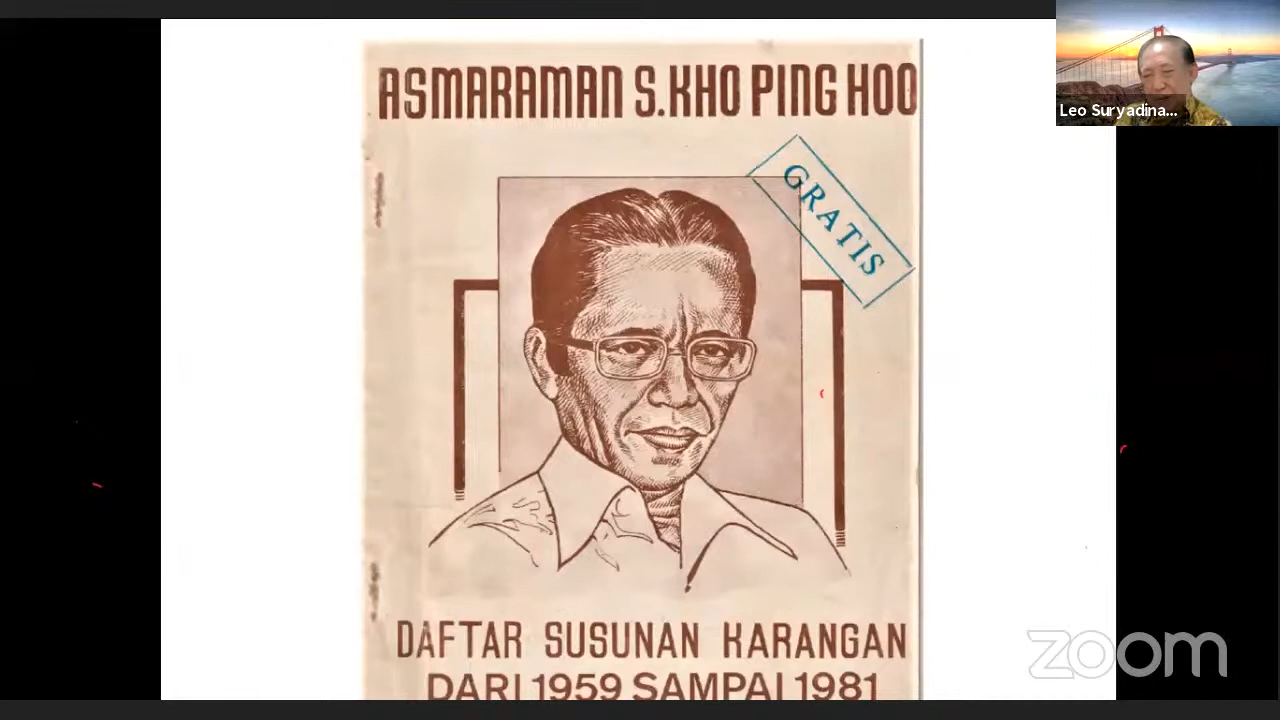 ASMARAMAN S. KHO PING HOO
GRATIS
DAFTAR SUSUNAN KARANGAN
DARI 1959 SAMPAI 1981
Leo Suryadina...
zoom